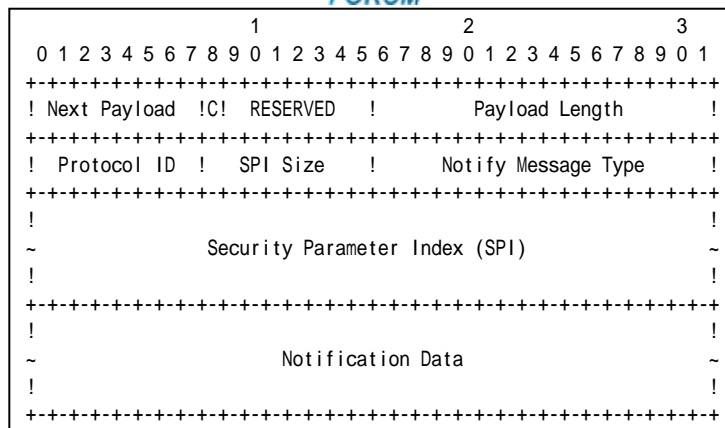 1                   2                   3
 0 1 2 3 4 5 6 7 8 9 0 1 2 3 4 5 6 7 8 9 0 1 2 3 4 5 6 7 8 9 0 1
+-+-+-+-+-+-+-+-+-+-+-+-+-+-+-+-+-+-+-+-+-+-+-+-+-+-+-+-+-+-+-+-+
! Next Payload  !C!  RESERVED   !         Payload Length        !
+-+-+-+-+-+-+-+-+-+-+-+-+-+-+-+-+-+-+-+-+-+-+-+-+-+-+-+-+-+-+-+-+
!  Protocol ID  !   SPI Size    !      Notify Message Type      !
+-+-+-+-+-+-+-+-+-+-+-+-+-+-+-+-+-+-+-+-+-+-+-+-+-+-+-+-+-+-+-+-+
!                                                               !
~                Security Parameter Index (SPI)                 ~
!                                                               !
+-+-+-+-+-+-+-+-+-+-+-+-+-+-+-+-+-+-+-+-+-+-+-+-+-+-+-+-+-+-+-+-+
!                                                               !
~                       Notification Data                       ~
!                                                               !
+-+-+-+-+-+-+-+-+-+-+-+-+-+-+-+-+-+-+-+-+-+-+-+-+-+-+-+-+-+-+-+-+